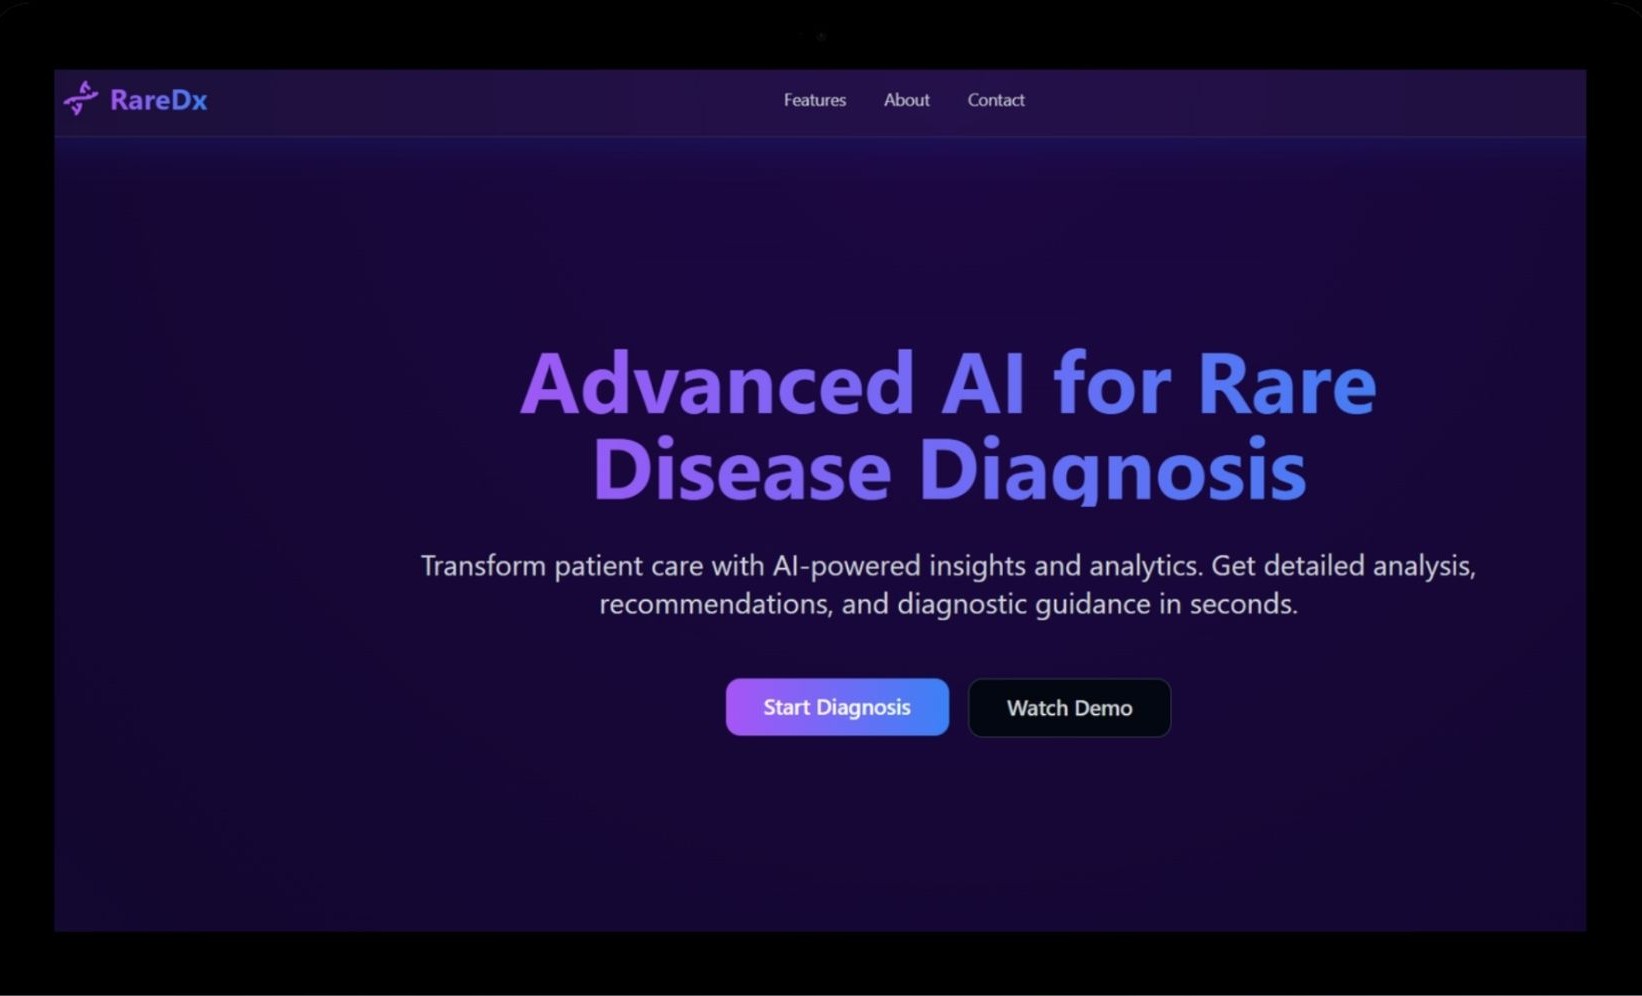 RareDx
Features
About
Contact
Advanced AI for Rare
Disease Diagnosis
Transform patient care with AI-powered insights and analytics. Get detailed analysis,
recommendations, and diagnostic guidance in seconds.
Start Diagnosis
Watch Demo